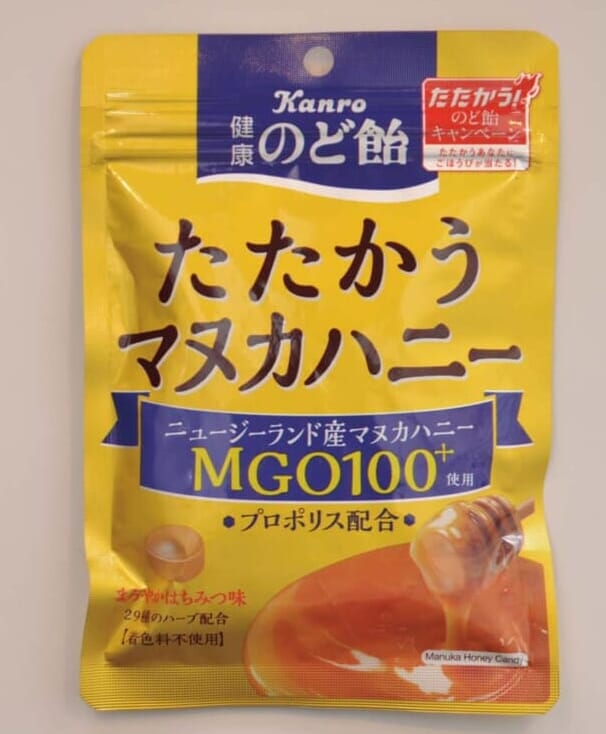 Kanro
健康 のど飴
たたかう!
のど飴
キャンペーン
たたかうあなたに
ごほうびが当たる!
たたかう
マヌカハニー
ニュージーランド産マヌカハニー
MGO100+ 使用
プロポリス配合
まろやかはちみつ味
29種のハーブ配合
【着色料不使用】
Manuka Honey Candy